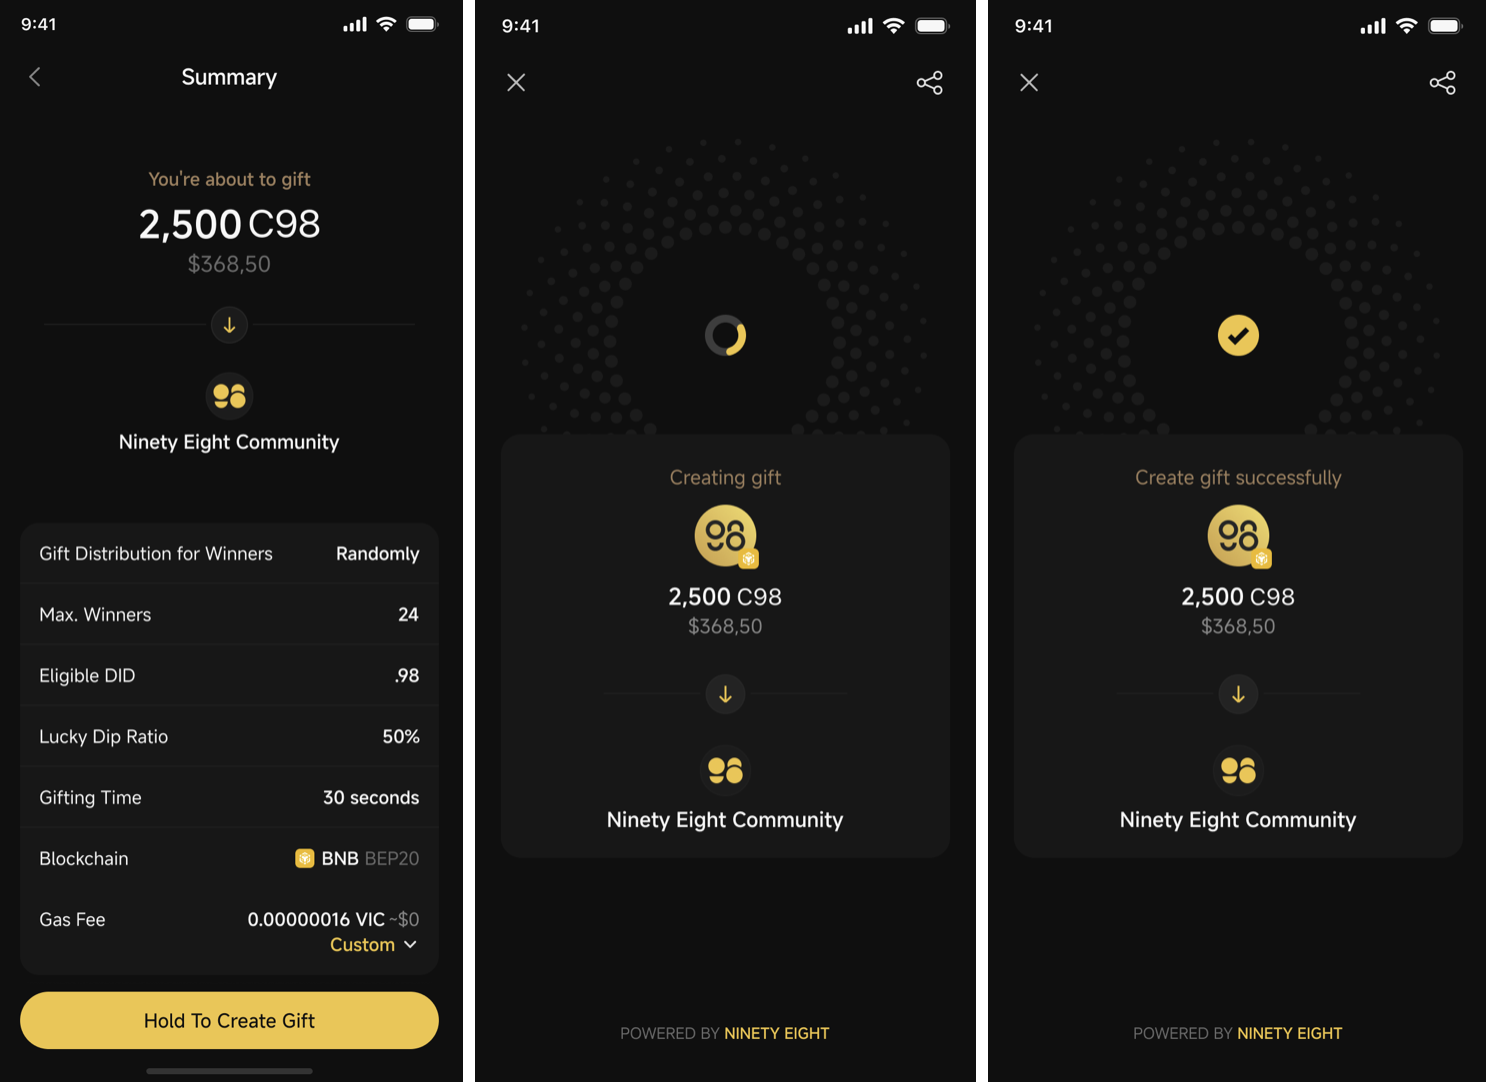 9:41
Summary
You're about to gift
2,500 C98
$368,50
Ninety Eight Community
Gift Distribution for Winners Randomly
Max. Winners 24
Eligible DID .98
Lucky Dip Ratio 50%
Gifting Time 30 seconds
Blockchain BNB BEP20
Gas Fee 0.00000016 VIC ~$0
Custom
Hold To Create Gift
9:41
Creating gift
98
2,500 C98
$368,50
Ninety Eight Community
POWERED BY NINETY EIGHT
9:41
Create gift successfully
98
2,500 C98
$368,50
Ninety Eight Community
POWERED BY NINETY EIGHT